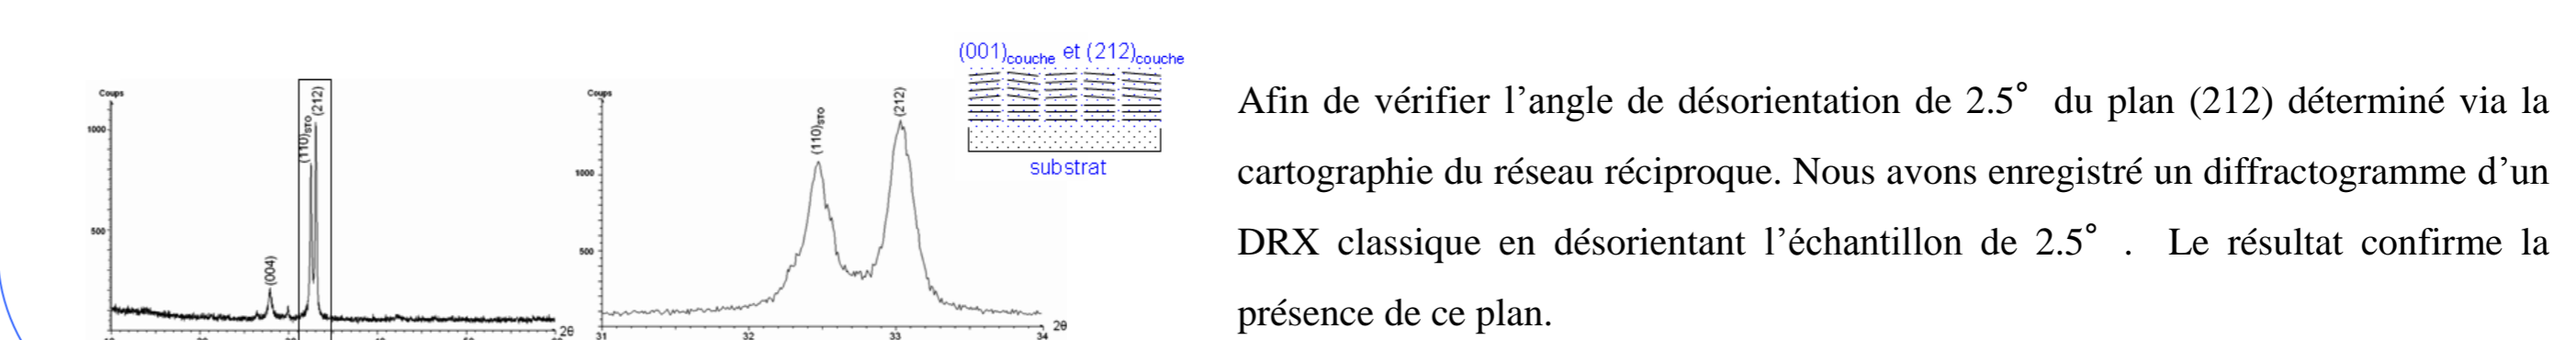 (001)couche et (212)couche
substrat
Coups
1000
500
(004)
(110)STO
(212)
2θ
Coups
1000
500
(110)STO
(212)
31
32
33
34
2θ
Afin de vérifier l’angle de désorientation de 2.5° du plan (212) déterminé via la
cartographie du réseau réciproque. Nous avons enregistré un diffractogramme d’un
DRX classique en désorientant l’échantillon de 2.5° . Le résultat confirme la
présence de ce plan.